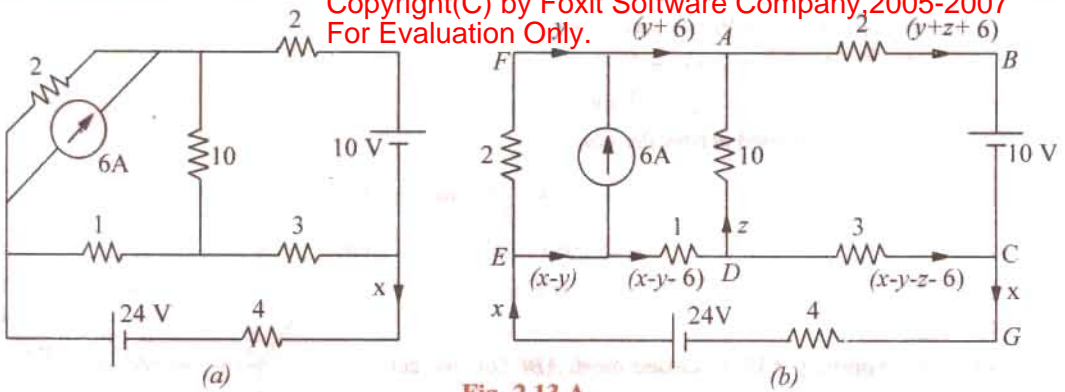 Copyright(C) by Foxit Software Company,2005-2007
For Evaluation Only.
2
2
6A
10
10 V
1
3
x
24 V
4
(a)
y
(y+ 6)
A
2
(y+z+ 6)
F
B
2
6A
10
10 V
1
z
3
E
(x-y)
(x-y- 6)
D
(x-y-z- 6)
C
x
x
24V
4
G
(b)
Fig. 2.13 A